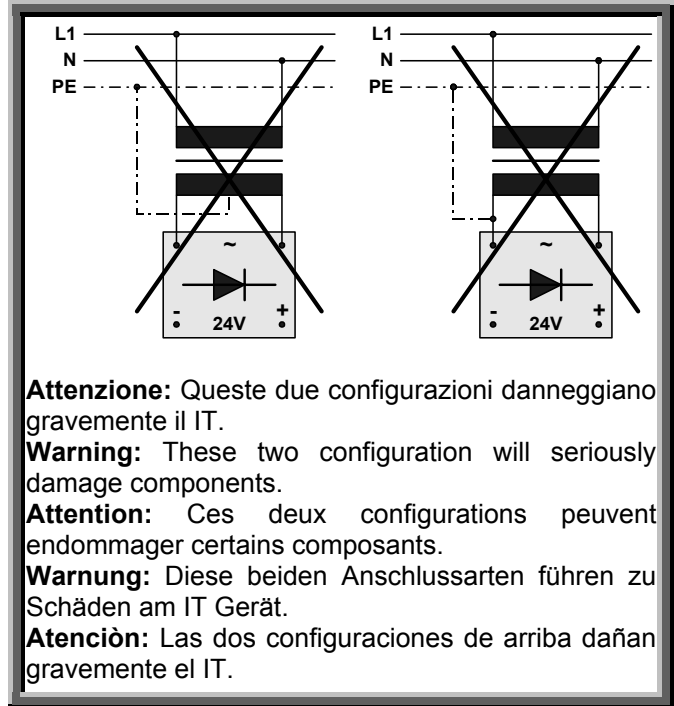 L1 L1
N N
PE PE
~ ~
- + - +
24V 24V
Attenzione: Queste due configurazioni danneggiano
gravemente il IT.
Warning: These two configuration will seriously
damage components.
Attention: Ces deux configurations peuvent
endommager certains composants.
Warnung: Diese beiden Anschlussarten führen zu
Schäden am IT Gerät.
Atenciòn: Las dos configuraciones de arriba dañan
gravemente el IT.